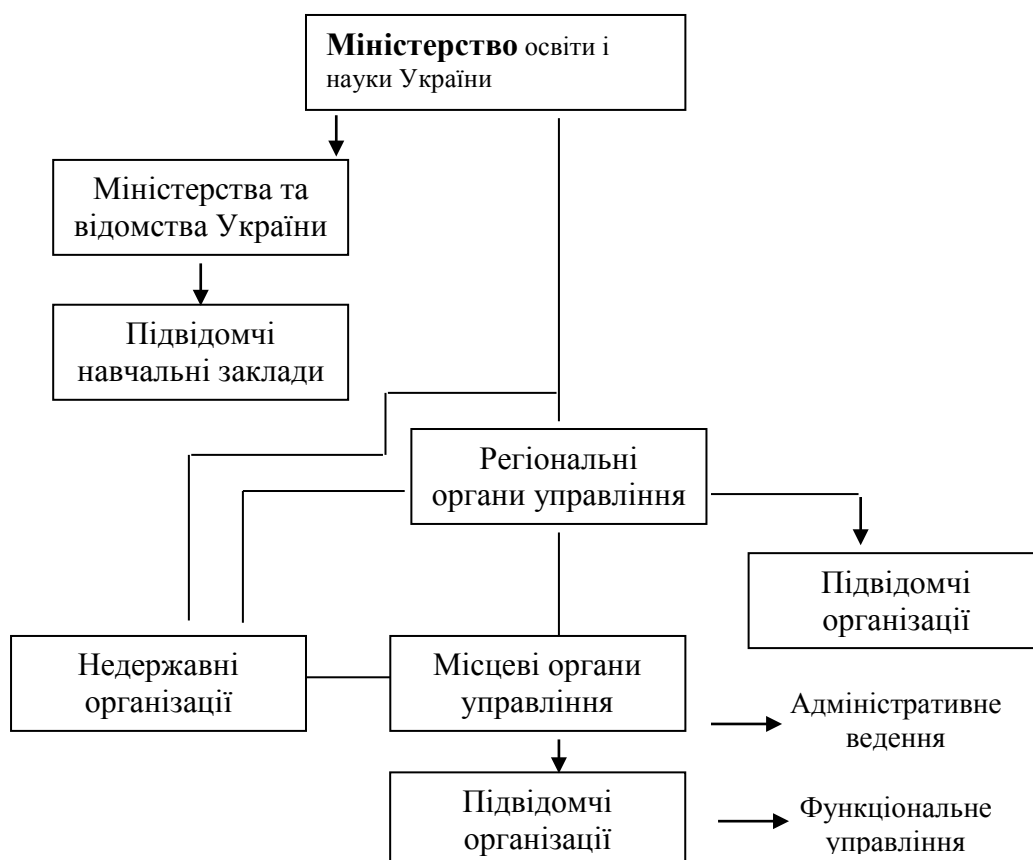 Міністерство освіти і
науки України
Міністерства та
відомства України
Підвідомчі
навчальні заклади
Регіональні
органи управління
Підвідомчі
організації
Недержавні
організації
Місцеві органи
управління
Адміністративне
ведення
Підвідомчі
організації
Функціональне
управління